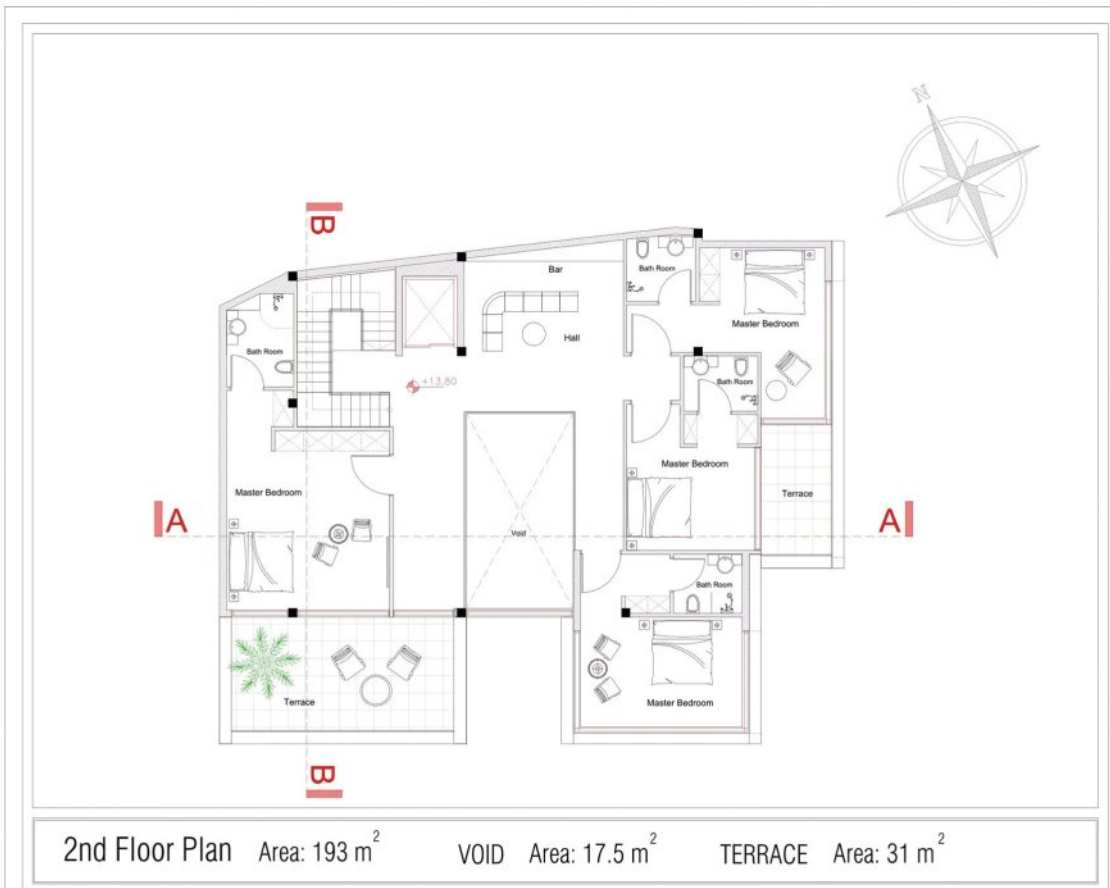 N
B
Bar
Bath Room
Hall
Master Bedroom
Bath Room
+13,80
Bath Room
Master Bedroom
Master Bedroom
Terrace
A
A
Void
Bath Room
Terrace
Master Bedroom
B
2nd Floor Plan Area: 193 m² VOID Area: 17.5 m² TERRACE Area: 31 m²